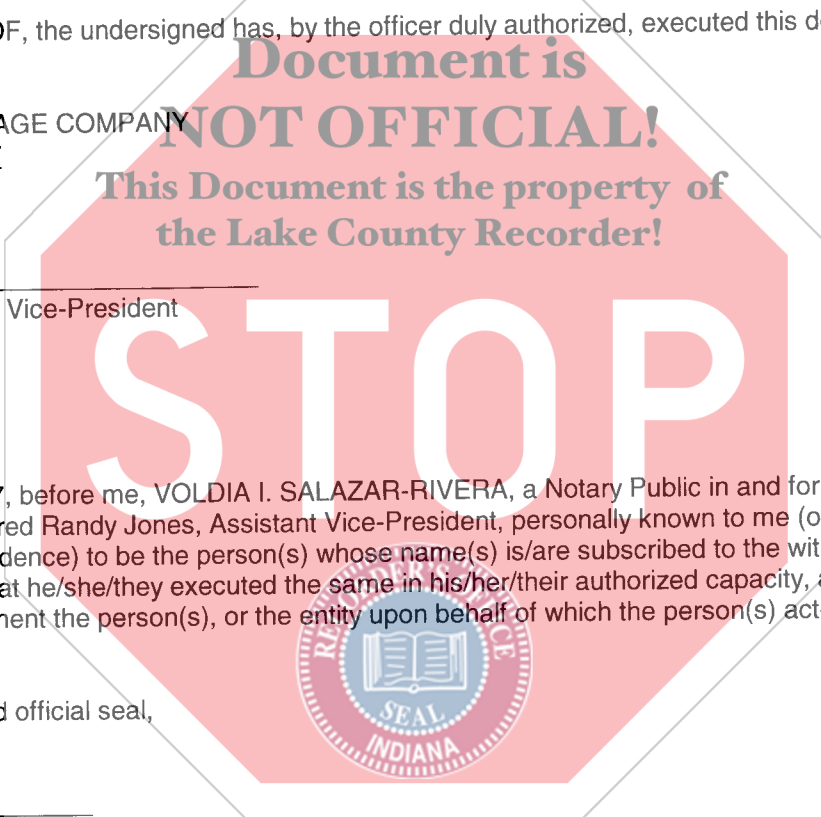 OF, the undersigned has, by the officer duly authorized, executed this d
Document is
NOT OFFICIAL!
AGE COMPANY
This Document is the property of
the Lake County Recorder!
Vice-President
STOP
, before me, VOLDIA I. SALAZAR-RIVERA, a Notary Public in and for
red Randy Jones, Assistant Vice-President, personally known to me (o
dence) to be the person(s) whose name(s) is/are subscribed to the wit
at he/she/they executed the same in his/her/their authorized capacity, a
nent the person(s), or the entity upon behalf of which the person(s) act
RECORDER'S OFFICE
SEAL
INDIANA
d official seal,